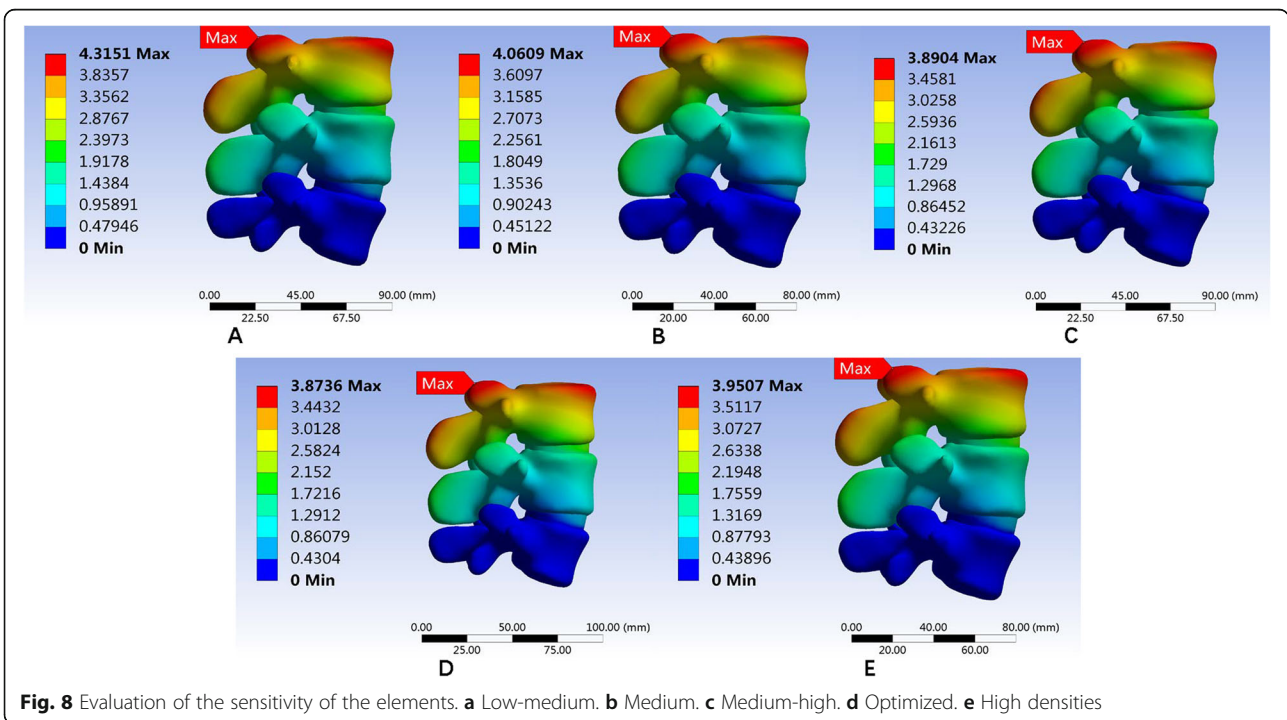 Max
4.3151 Max
3.8357
3.3562
2.8767
2.3973
1.9178
1.4384
0.95891
0.47946
0 Min
0.00 45.00 90.00 (mm)
22.50 67.50
A
Max
4.0609 Max
3.6097
3.1585
2.7073
2.2561
1.8049
1.3536
0.90243
0.45122
0 Min
0.00 40.00 80.00 (mm)
20.00 60.00
B
Max
3.8904 Max
3.4581
3.0258
2.5936
2.1613
1.729
1.2968
0.86452
0.43226
0 Min
0.00 45.00 90.00 (mm)
22.50 67.50
C
Max
3.8736 Max
3.4432
3.0128
2.5824
2.152
1.7216
1.2912
0.86079
0.4304
0 Min
0.00 50.00 100.00 (mm)
25.00 75.00
D
Max
3.9507 Max
3.5117
3.0727
2.6338
2.1948
1.7559
1.3169
0.87793
0.43896
0 Min
0.00 40.00 80.00 (mm)
20.00 60.00
E
Fig. 8 Evaluation of the sensitivity of the elements. a Low-medium. b Medium. c Medium-high. d Optimized. e High densities